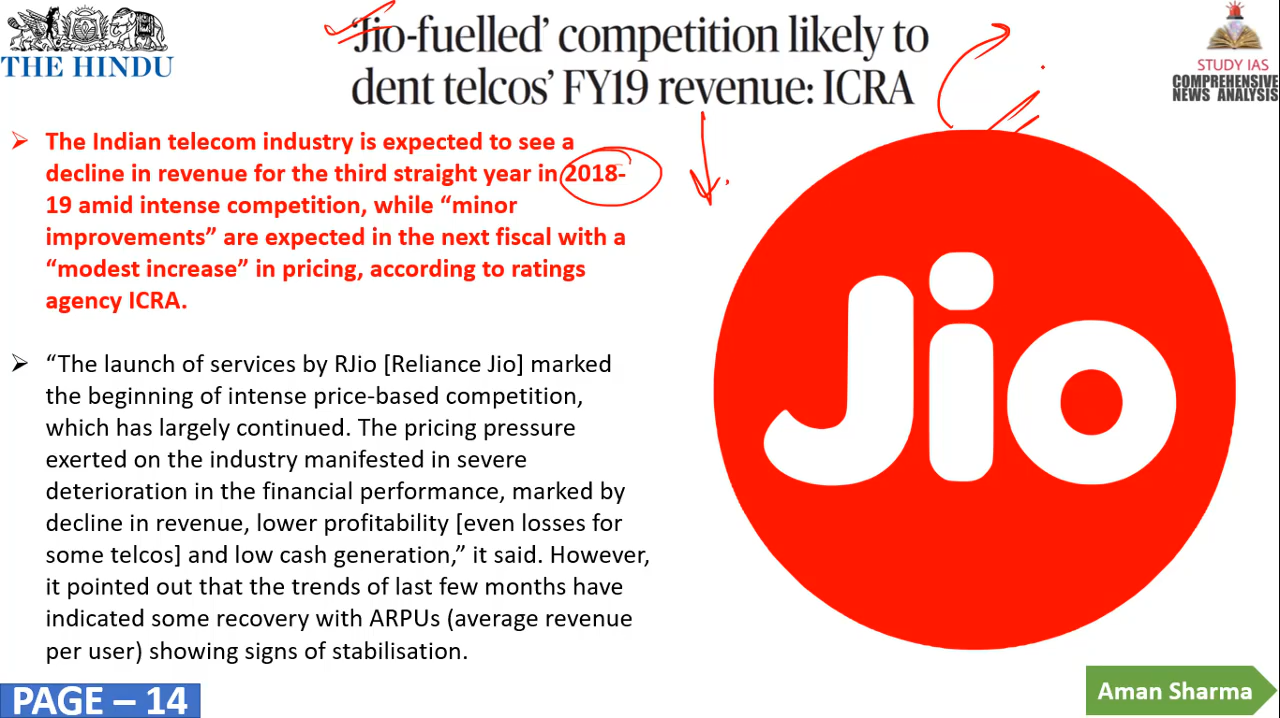 THE HINDU
‘Jio-fuelled’ competition likely to
dent telcos’ FY19 revenue: ICRA
STUDY IAS
COMPREHENSIVE
NEWS ANALYSIS
The Indian telecom industry is expected to see a
decline in revenue for the third straight year in 2018-
19 amid intense competition, while “minor
improvements” are expected in the next fiscal with a
“modest increase” in pricing, according to ratings
agency ICRA.
“The launch of services by RJio [Reliance Jio] marked
the beginning of intense price-based competition,
which has largely continued. The pricing pressure
exerted on the industry manifested in severe
deterioration in the financial performance, marked by
decline in revenue, lower profitability [even losses for
some telcos] and low cash generation,” it said. However,
it pointed out that the trends of last few months have
indicated some recovery with ARPUs (average revenue
per user) showing signs of stabilisation.
Jio
PAGE – 14
Aman Sharma